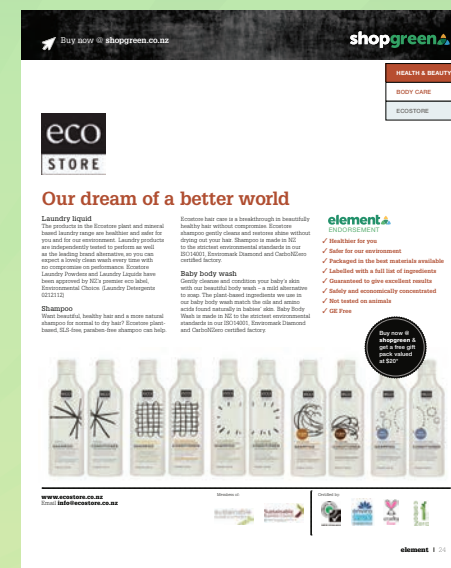 Buy now @ shopgreen.co.nz
shopgreen
HEALTH & BEAUTY
BODY CARE
ECOSTORE
eco
STORE
Our dream of a better world
Laundry liquid
The products in the Ecostore plant and mineral
based laundry range are healthier and safer for
you and for our environment. Laundry products
are independently tested to perform as well
as the leading brand alternative, so you can
expect a lovely clean wash every time with
no compromise on performance. Ecostore
Laundry Powders and Laundry Liquids have
been approved by NZ's premier eco label,
Environmental Choice. (Laundry Detergents
6212112)
Shampoo
Want beautiful, healthy hair and a more natural
shampoo for normal to dry hair? Ecostore plant-
based, SLS-free, paraben-free shampoo can help.
Ecostore hair care is a breakthrough in beautifully
healthy hair without compromise. Ecostore
shampoo gently cleans and restores shine without
drying out your hair. Shampoo is made in NZ
to the strictest environmental standards in our
ISO14001, Enviromark Diamond and CarboNZero
certified factory.
Baby body wash
Gently cleanse and condition your baby's skin
with our beautiful body wash – a mild alternative
to soap. The plant-based ingredients we use in
our baby body wash match the oils and amino
acids found naturally in babies' skin. Baby Body
Wash is made in NZ to the strictest environmental
standards in our ISO14001, Enviromark Diamond
and CarboNZero certified factory.
element
ENDORSEMENT
✓ Healthier for you
✓ Safer for our environment
✓ Packaged in the best materials available
✓ Labelled with a full list of ingredients
✓ Guaranteed to give excellent results
✓ Safely and economically concentrated
✓ Not tested on animals
✓ GE Free
Buy now @
shopgreen &
get a free gift
pack valued
at $20*
www.ecostore.co.nz
Email info@ecostore.co.nz
Members of:
Certified by:
element | 24